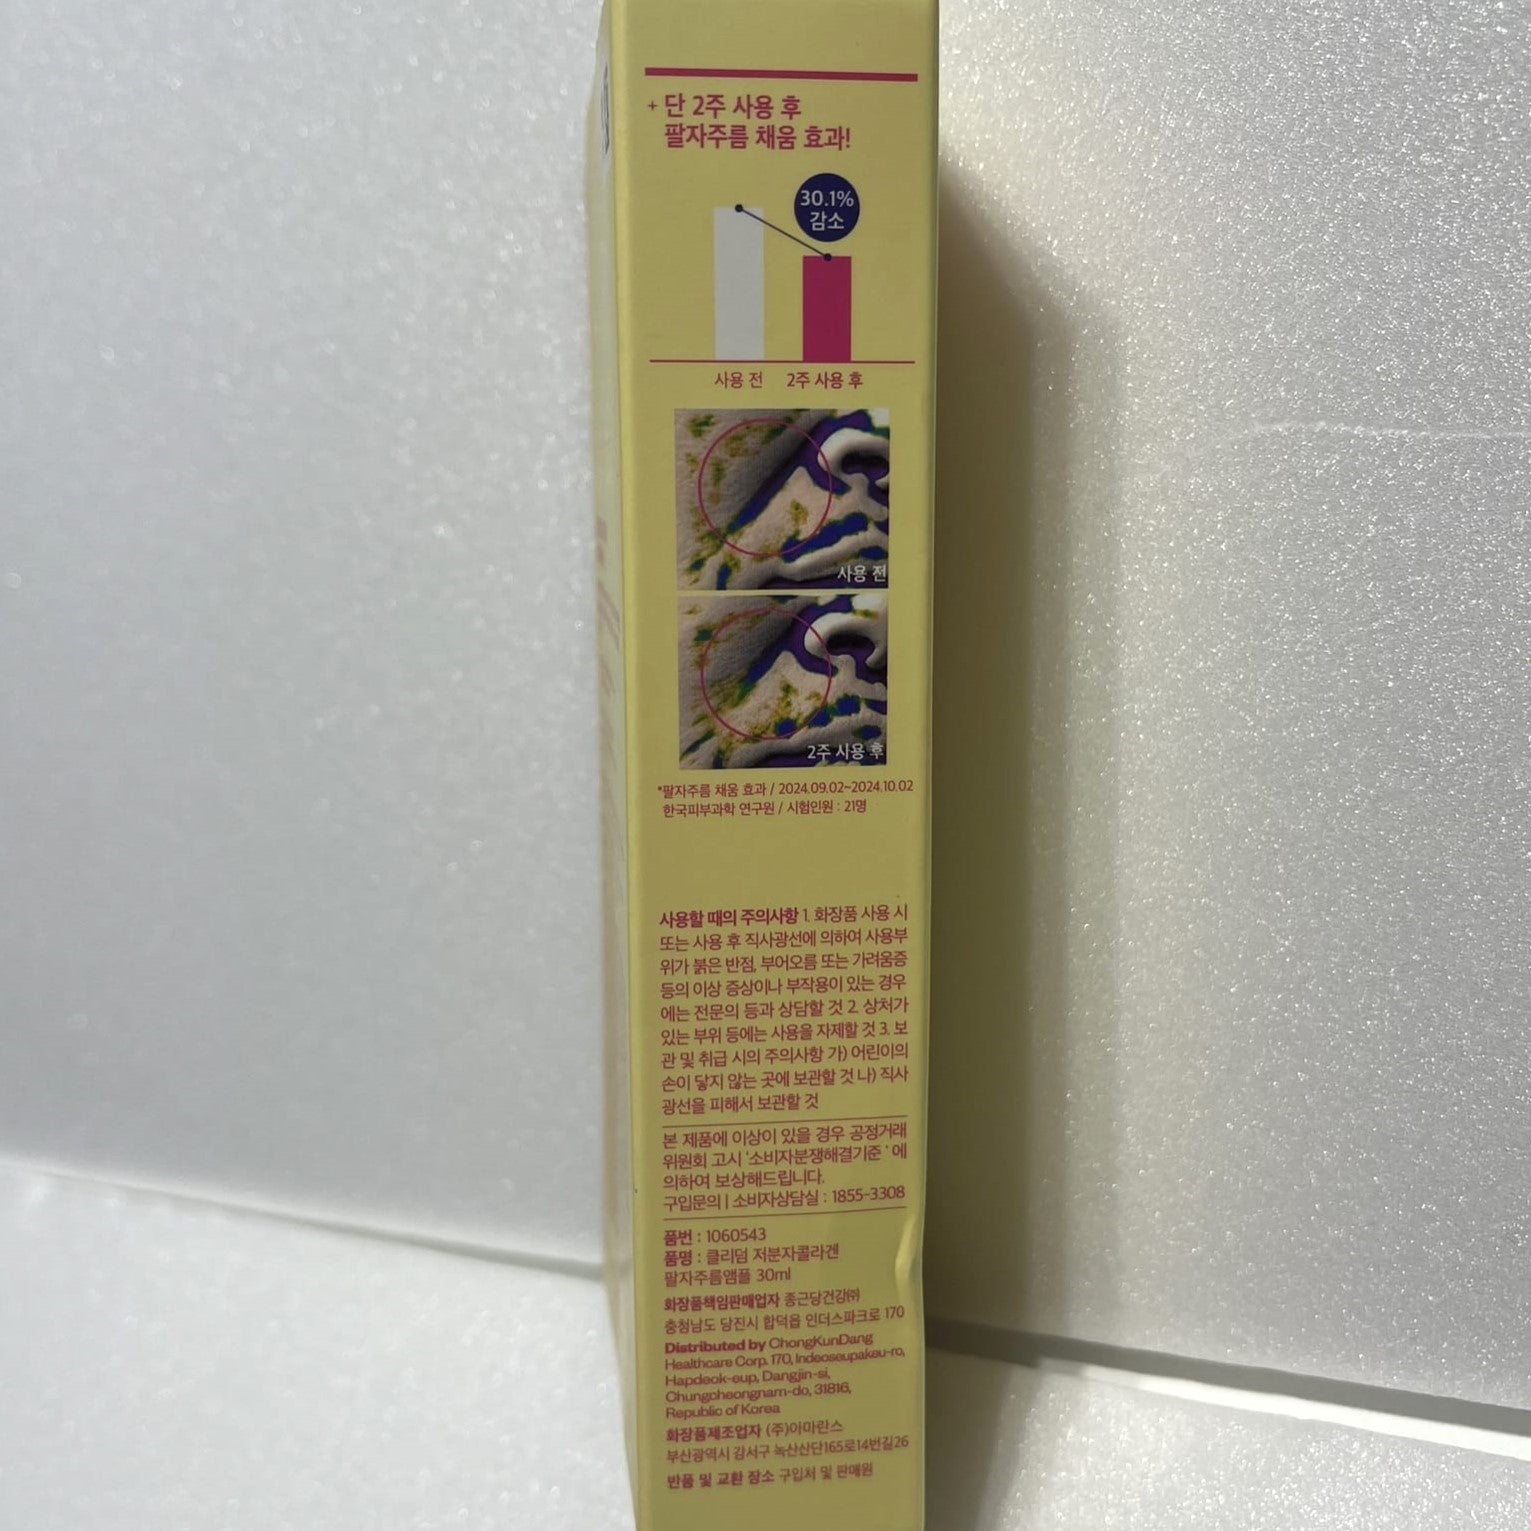 + 단 2주 사용 후
팔자주름 채움 효과!
30.1%
감소
사용 전 2주 사용 후
사용 전
2주 사용 후
*팔자주름 채움 효과 / 2024.09.02~2024.10.02
한국피부과학 연구원 / 시험인원 : 21명
사용할 때의 주의사항 1. 화장품 사용 시
또는 사용 후 직사광선에 의하여 사용부
위가 붉은 반점, 부어오름 또는 가려움증
등의 이상 증상이나 부작용이 있는 경우
에는 전문의 등과 상담할 것 2. 상처가
있는 부위 등에는 사용을 자제할 것 3. 보
관 및 취급 시의 주의사항 가) 어린이의
손이 닿지 않는 곳에 보관할 것 나) 직사
광선을 피해서 보관할 것
본 제품에 이상이 있을 경우 공정거래
위원회 고시 '소비자분쟁해결기준 ' 에
의하여 보상해드립니다.
구입문의 | 소비자상담실 : 1855-3308
품번 : 1060543
품명 : 클리덤 저분자콜라겐
팔자주름앰플 30ml
화장품책임판매업자 종근당건강㈜
충청남도 당진시 합덕읍 인더스파크로 170
Distributed by ChongKunDang
Healthcare Corp. 170, Indeoseupakeu-ro,
Hapdeok-eup, Dangjin-si,
Chungcheongnam-do, 31816,
Republic of Korea
화장품제조업자 (주)아마란스
부산광역시 강서구 녹산산단165로14번길26
반품 및 교환 장소 구입처 및 판매원